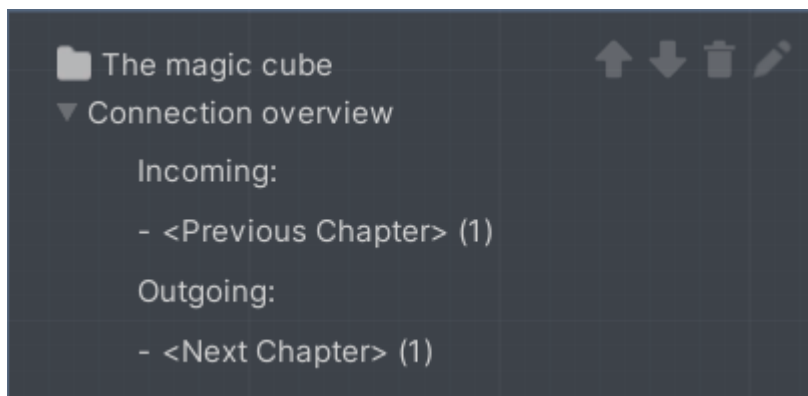 The magic cube
Connection overview
Incoming:
- <Previous Chapter> (1)
Outgoing:
- <Next Chapter> (1)